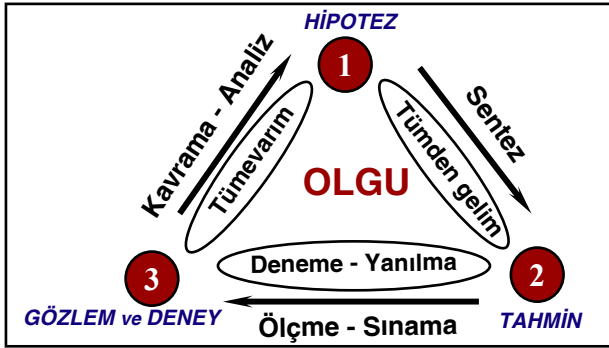 HİPOTEZ
1
Kavrama - Analiz
Tümevarım
Tümden gelim
Sentez
OLGU
3
Deneme - Yanılma
2
GÖZLEM ve DENEY
Ölçme - Sınama
TAHMİN